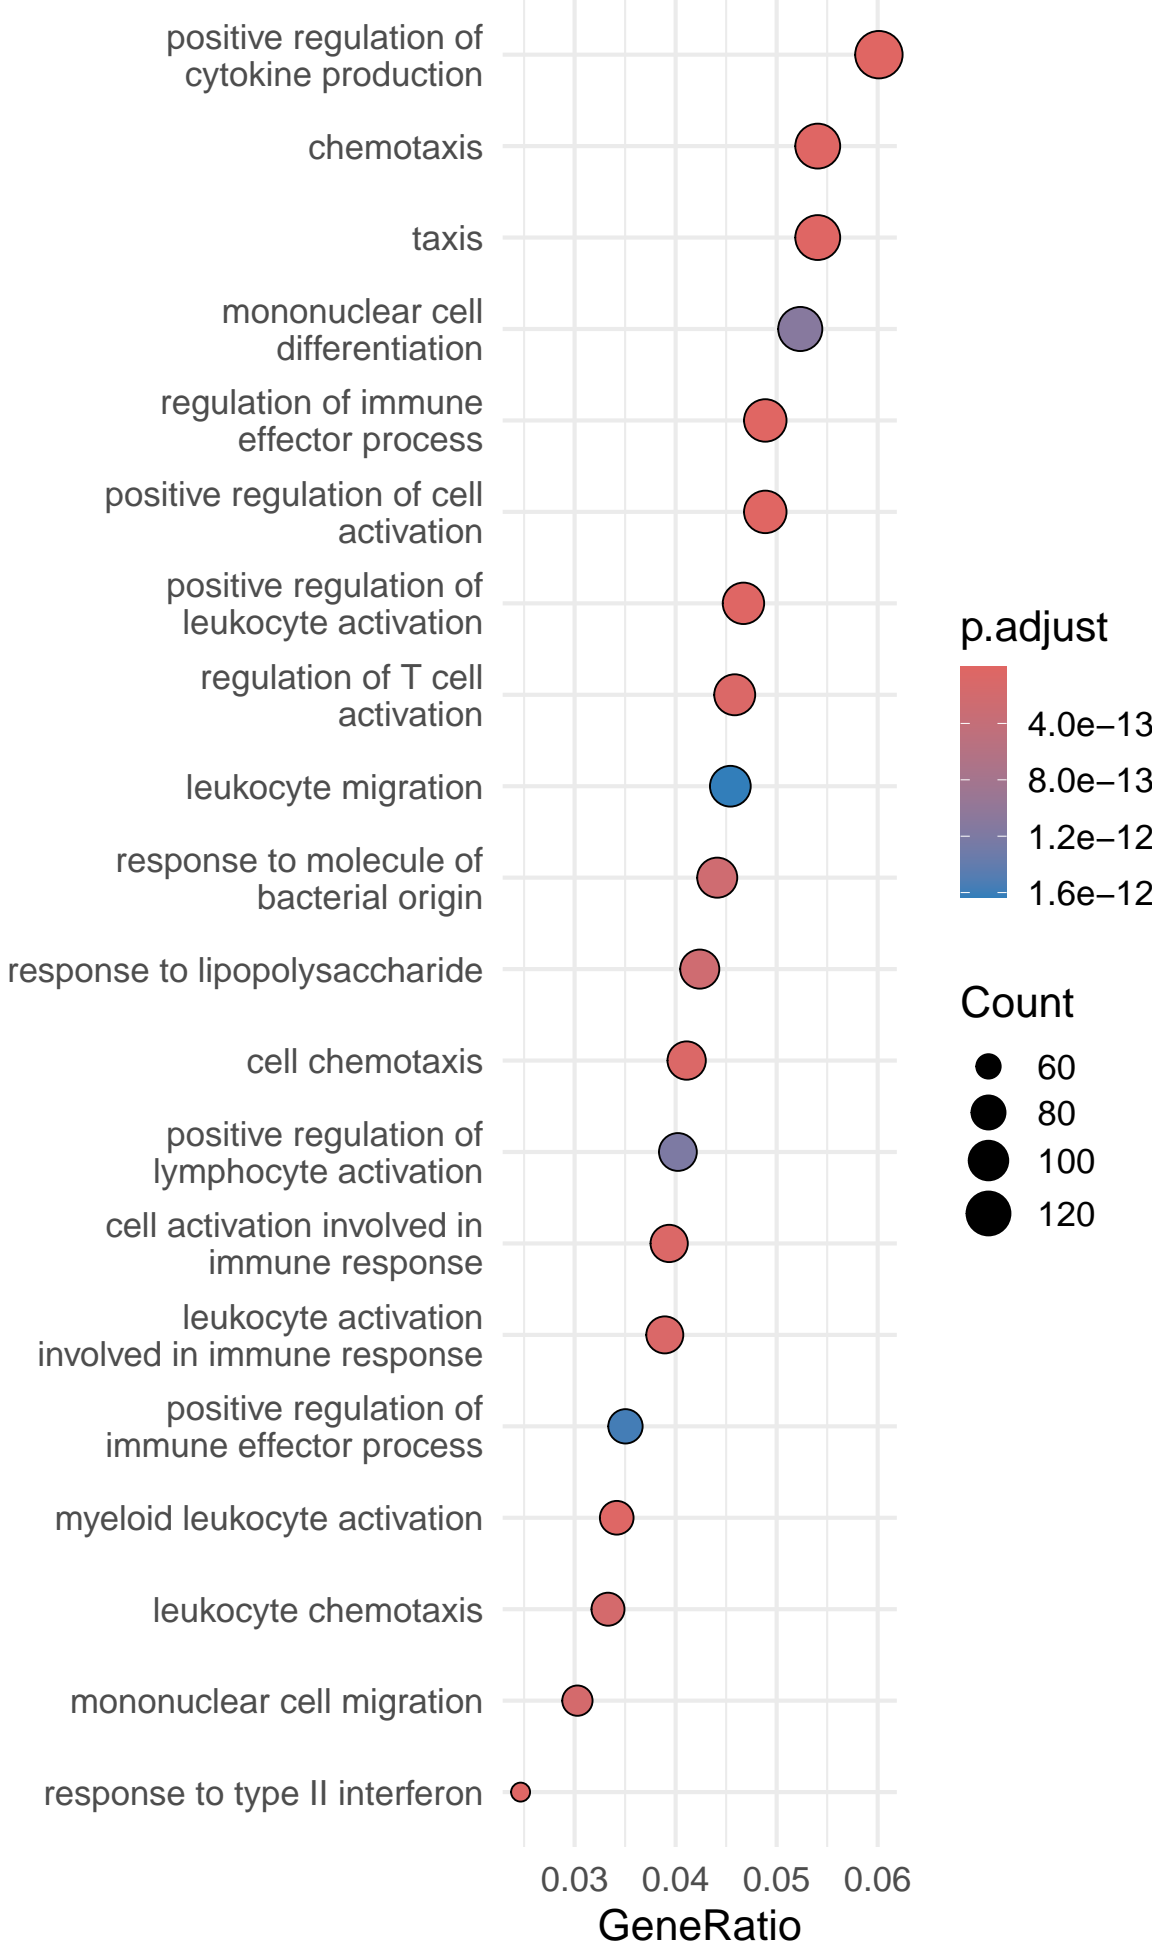 positive regulation of
cytokine production
chemotaxis
taxis
mononuclear cell
differentiation
regulation of immune
effector process
positive regulation of cell
activation
positive regulation of
leukocyte activation
regulation of T cell
activation
leukocyte migration
response to molecule of
bacterial origin
response to lipopolysaccharide
cell chemotaxis
positive regulation of
lymphocyte activation
cell activation involved in
immune response
leukocyte activation
involved in immune response
positive regulation of
immune effector process
myeloid leukocyte activation
leukocyte chemotaxis
mononuclear cell migration
response to type II interferon
0.03 0.04 0.05 0.06
GeneRatio
p.adjust
4.0e−13
8.0e−13
1.2e−12
1.6e−12
Count
60
80
100
120